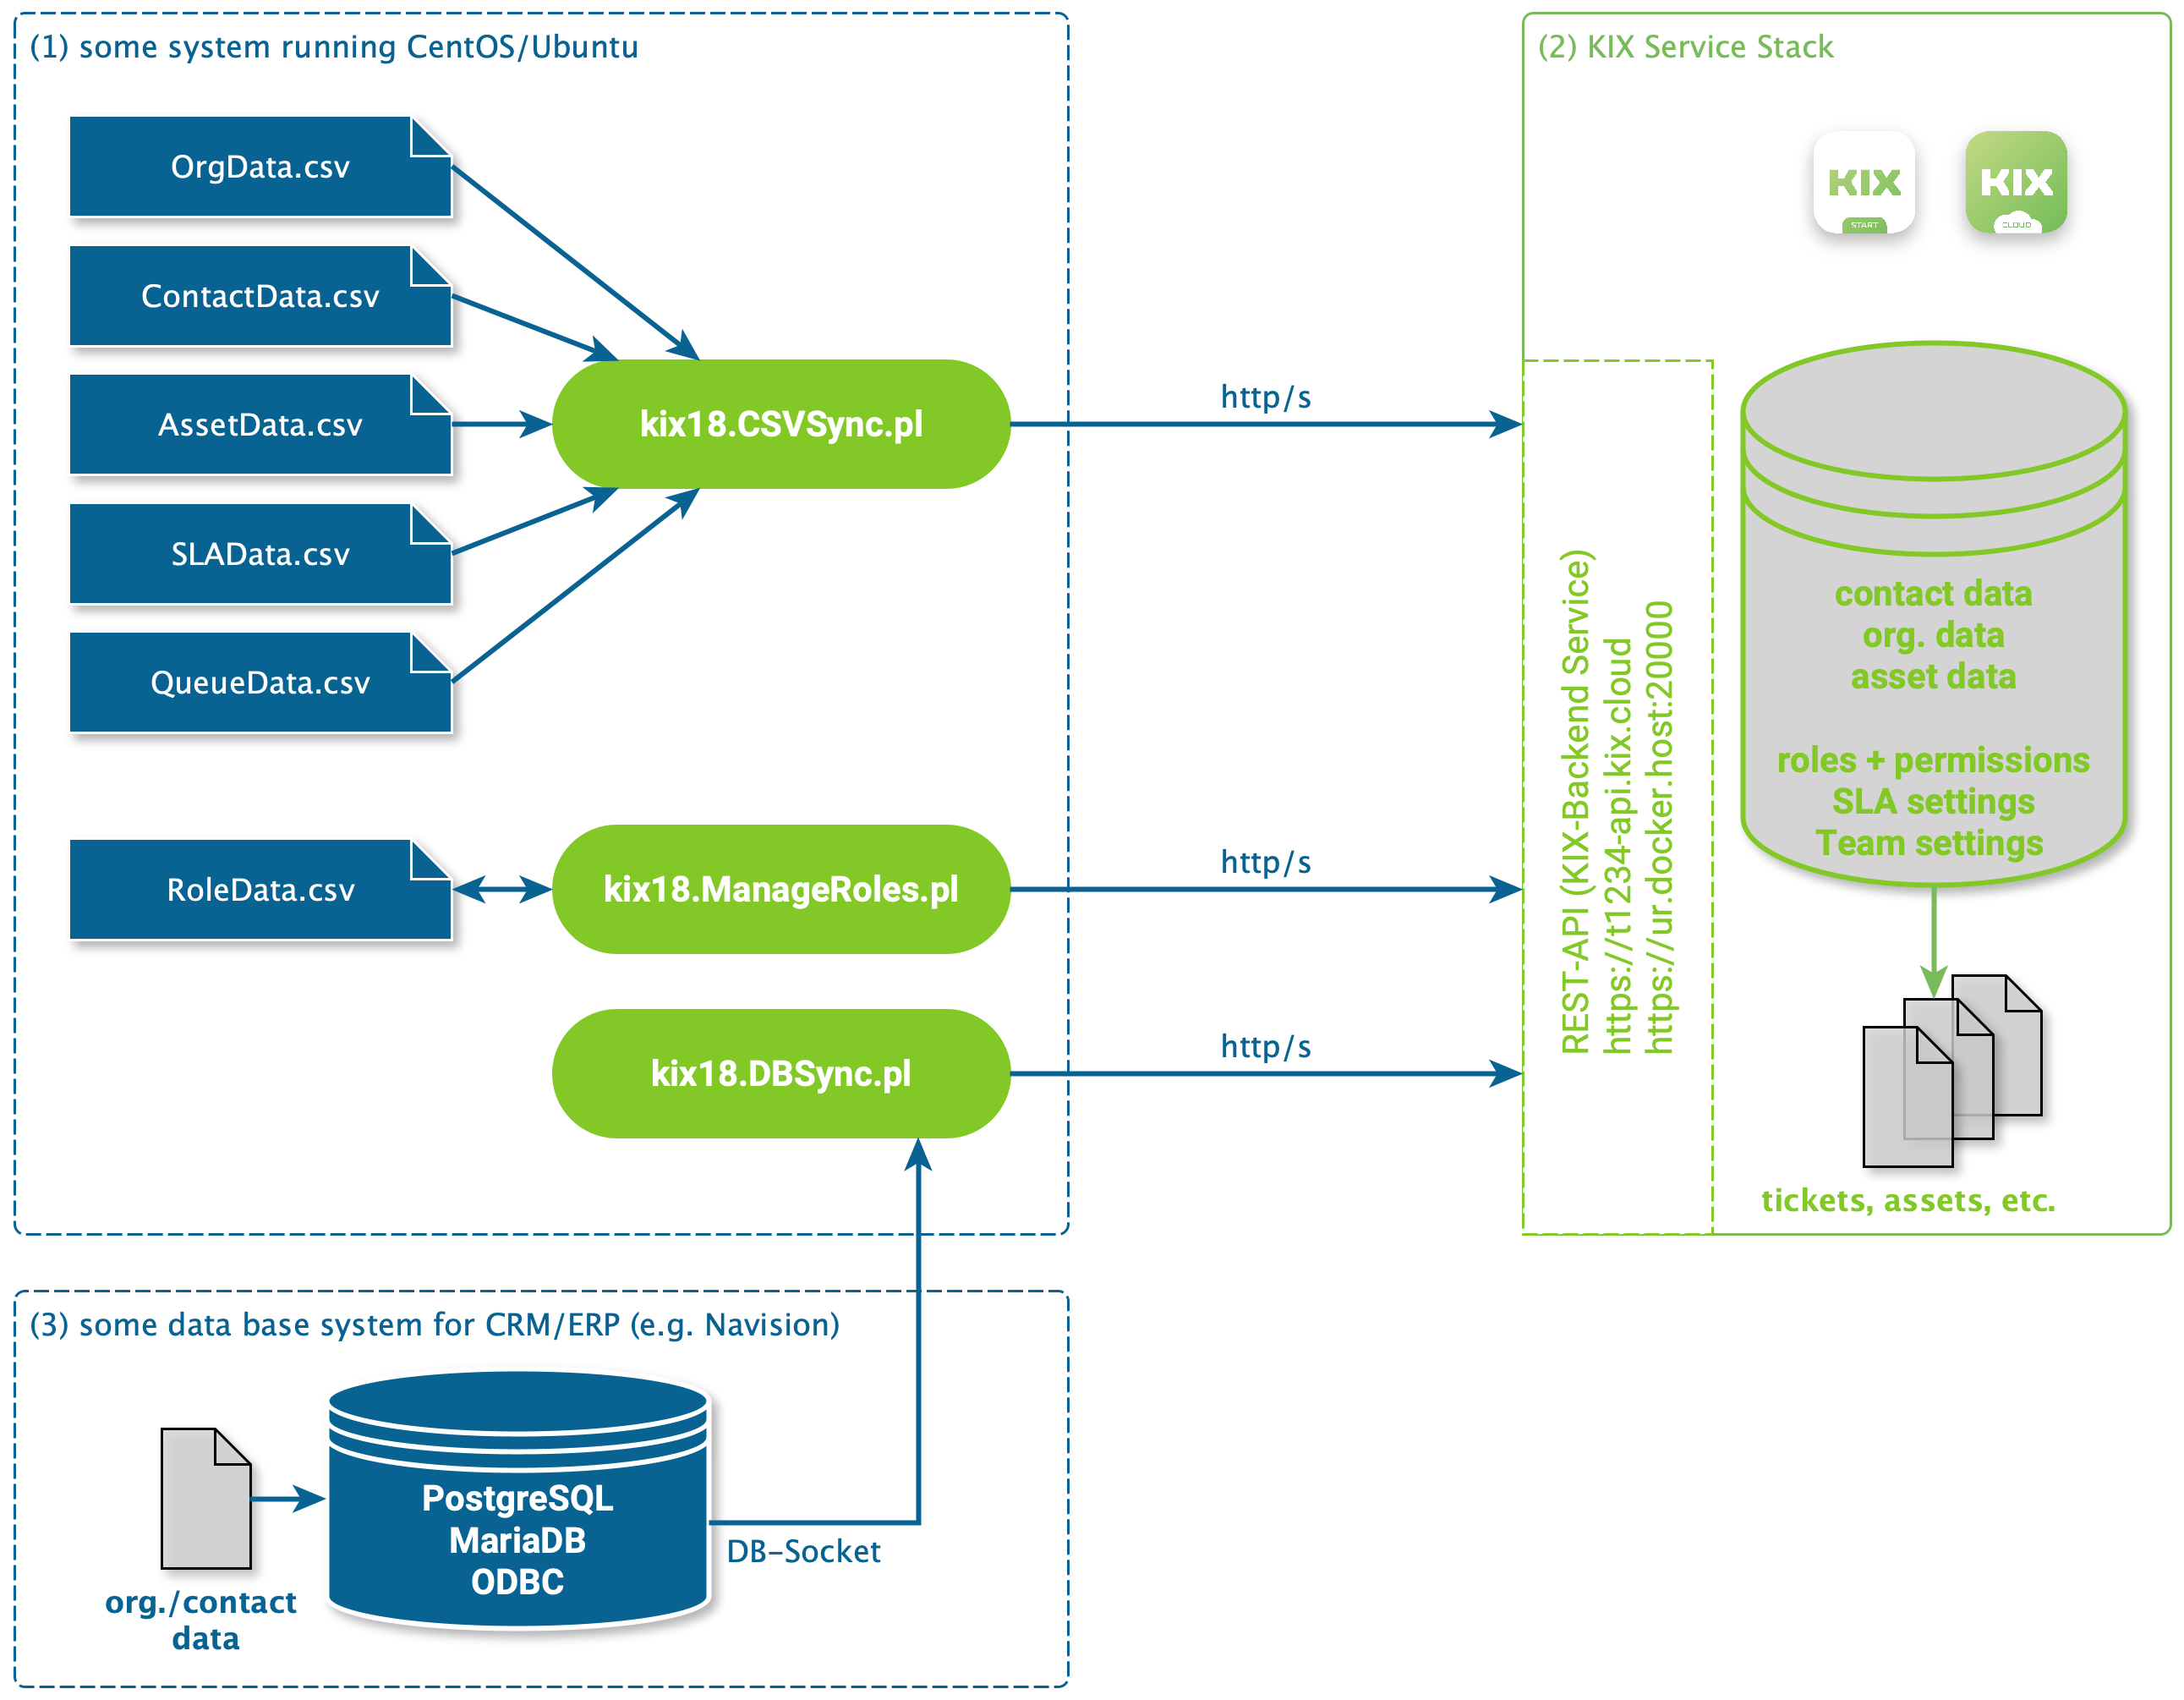 (1) some system running CentOS/Ubuntu
OrgData.csv
ContactData.csv
AssetData.csv
SLAData.csv
QueueData.csv
kix18.CSVSync.pl
http/s
RoleData.csv
kix18.ManageRoles.pl
http/s
kix18.DBSync.pl
http/s
(2) KIX Service Stack
KIX
START
KIX
CLOUD
REST-API (KIX-Backend Service)
https://t1234-api.kix.cloud
https://ur.docker.host:20000
contact data
org. data
asset data
roles + permissions
SLA settings
Team settings
tickets, assets, etc.
(3) some data base system for CRM/ERP (e.g. Navision)
org./contact
data
PostgreSQL
MariaDB
ODBC
DB-Socket